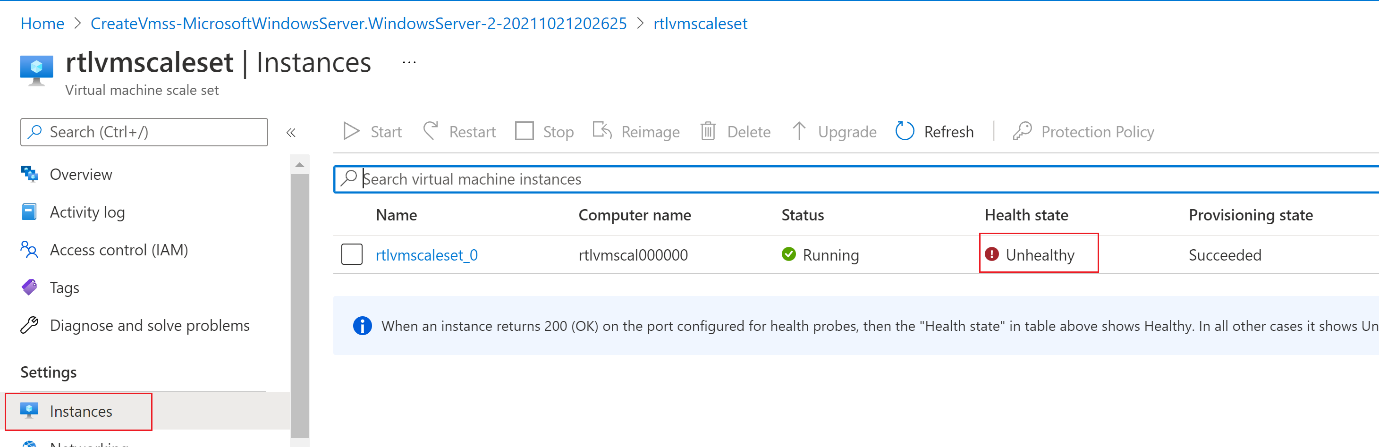 Home > CreateVmss-MicrosoftWindowsServer.WindowsServer-2-20211021202625 > rtlvmscaleset
rtlvmscaleset | Instances ...
Virtual machine scale set
Search (Ctrl+/) «
Overview
Activity log
Access control (IAM)
Tags
Diagnose and solve problems
Settings
Instances
Networking
Start Restart Stop Reimage Delete Upgrade Refresh Protection Policy
Search virtual machine instances
Name Computer name Status Health state Provisioning state
rtlvmscaleset_0 rtlvmscal000000 Running Unhealthy Succeeded
When an instance returns 200 (OK) on the port configured for health probes, then the "Health state" in table above shows Healthy. In all other cases it shows Un